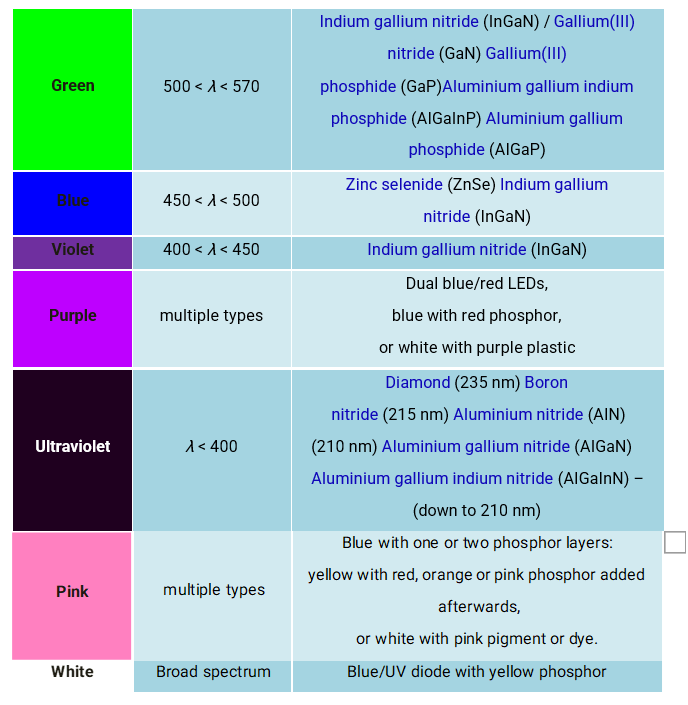 Green
500 < λ < 570
Indium gallium nitride (InGaN) / Gallium(III)
nitride (GaN) Gallium(III)
phosphide (GaP)Aluminium gallium indium
phosphide (AlGaInP) Aluminium gallium
phosphide (AlGaP)
Blue
450 < λ < 500
Zinc selenide (ZnSe) Indium gallium
nitride (InGaN)
Violet
400 < λ < 450
Indium gallium nitride (InGaN)
Purple
multiple types
Dual blue/red LEDs,
blue with red phosphor,
or white with purple plastic
Ultraviolet
λ < 400
Diamond (235 nm) Boron
nitride (215 nm) Aluminium nitride (AlN)
(210 nm) Aluminium gallium nitride (AlGaN)
Aluminium gallium indium nitride (AlGaInN) –
(down to 210 nm)
Pink
multiple types
Blue with one or two phosphor layers:
yellow with red, orange or pink phosphor added
afterwards,
or white with pink pigment or dye.
White
Broad spectrum
Blue/UV diode with yellow phosphor